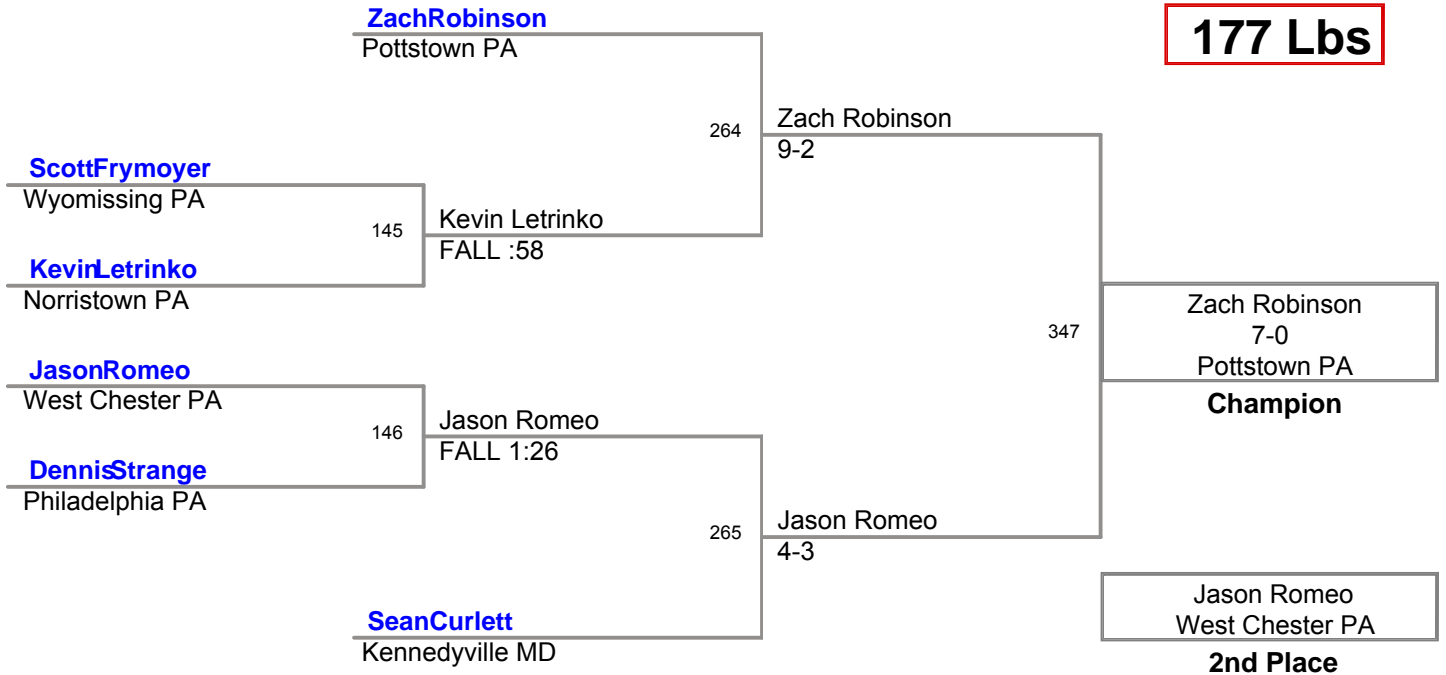 ZachRobinson
Pottstown PA
177 Lbs
264
Zach Robinson
9-2
ScottFrymoyer
Wyomissing PA
145
Kevin Letrinko
FALL :58
KevinLetrinko
Norristown PA
347
Zach Robinson
7-0
Pottstown PA
Champion
JasonRomeo
West Chester PA
146
Jason Romeo
FALL 1:26
DennisStrange
Philadelphia PA
265
Jason Romeo
4-3
SeanCurlett
Kennedyville MD
Jason Romeo
West Chester PA
2nd Place